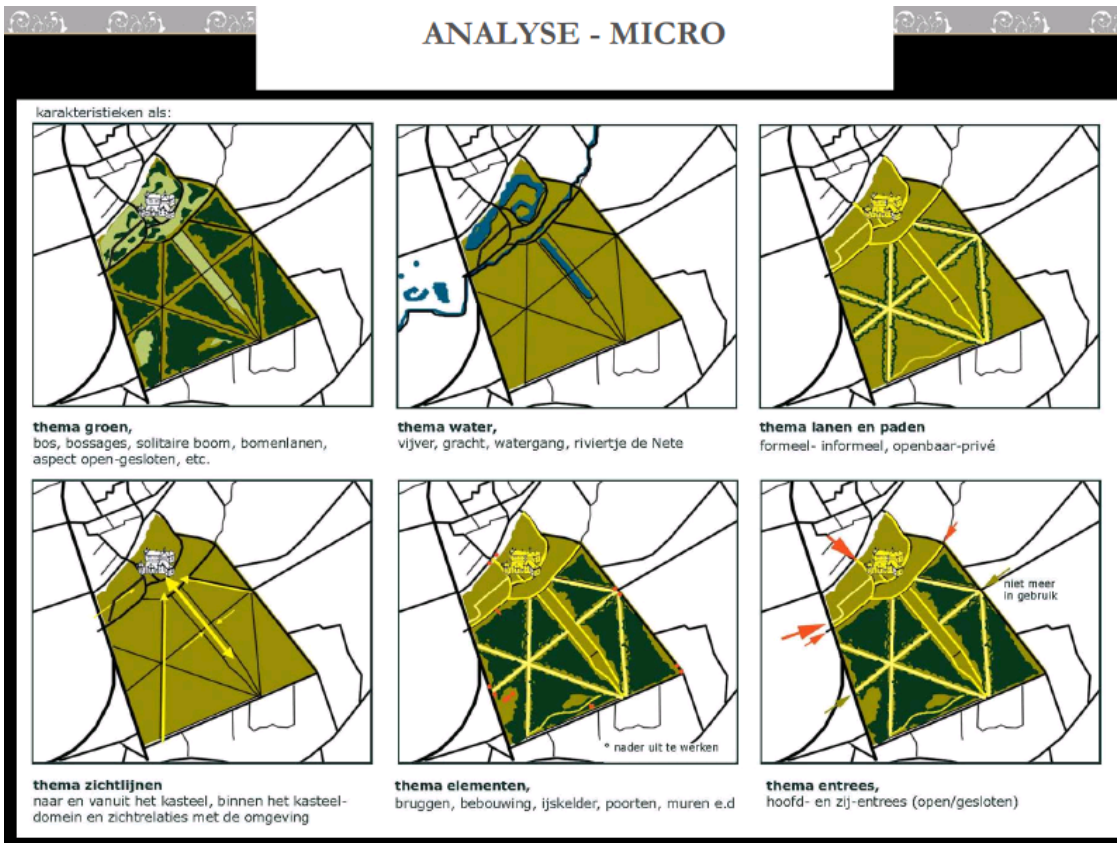 ANALYSE - MICRO
karakteristieken als:
thema groen,
bos, bossages, solitaire boom, bomenlanen,
aspect open-gesloten, etc.
thema water,
vijver, gracht, watergang, riviertje de Nete
thema lanen en paden
formeel- informeel, openbaar-privé
niet meer
in gebruik
° nader uit te werken
thema zichtlijnen
naar en vanuit het kasteel, binnen het kasteel-
domein en zichtrelaties met de omgeving
thema elementen,
bruggen, bebouwing, ijskelder, poorten, muren e.d
thema entrees,
hoofd- en zij-entrees (open/gesloten)